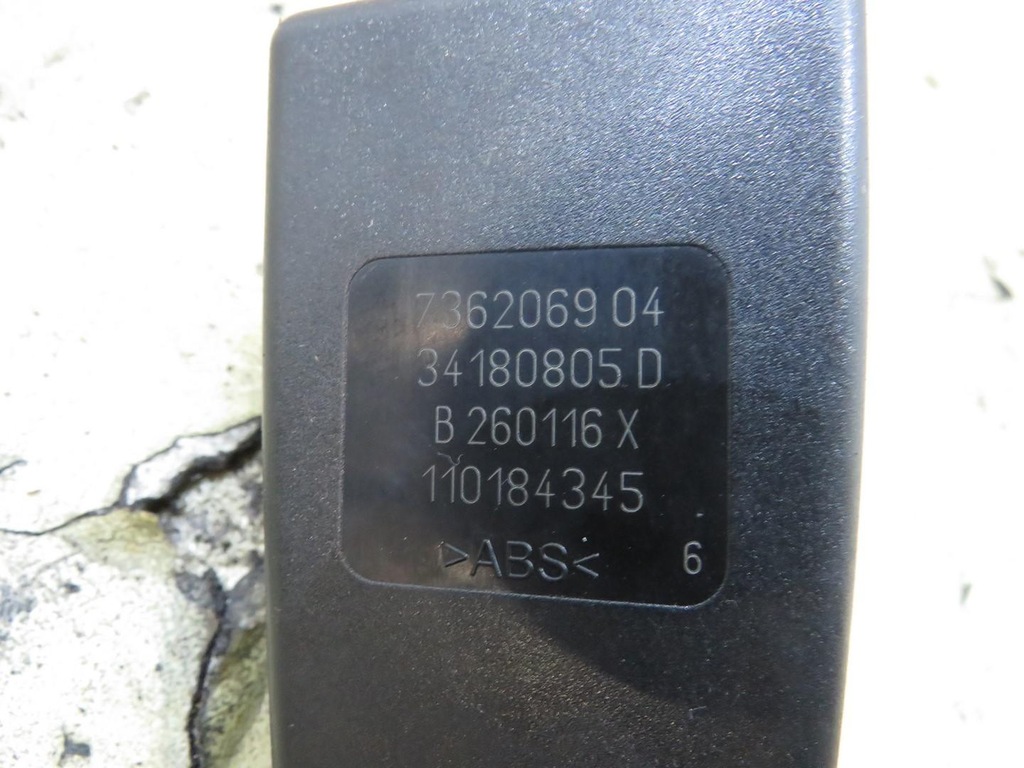 7362069 04
34180805 D
B 260116 X
110184345
>ABS< 6